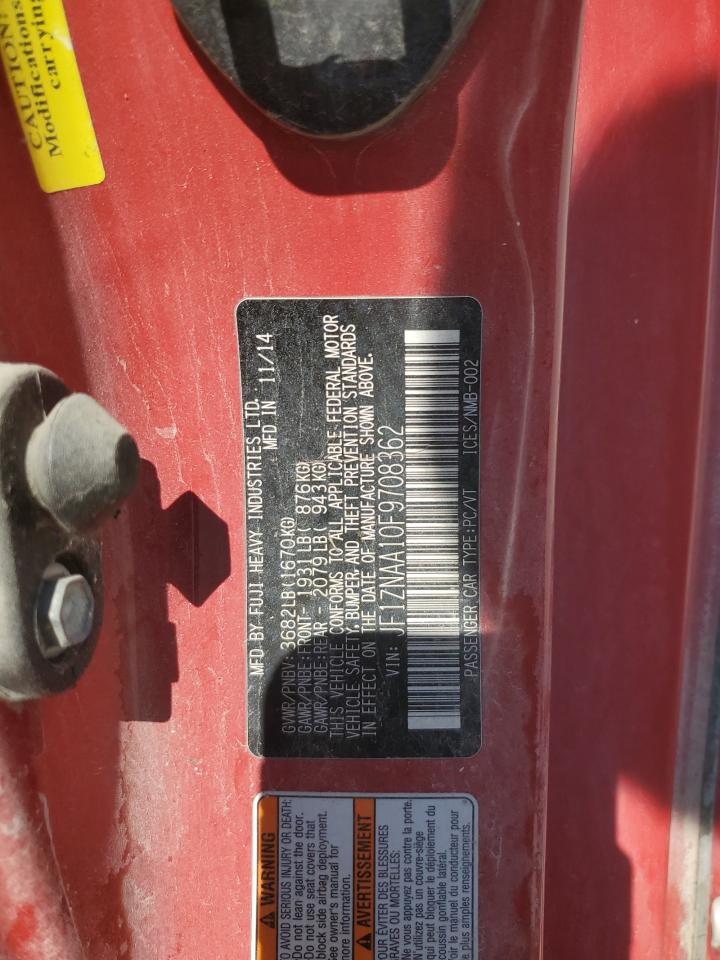 CAUTION:
Modifications
carrying
MFD BY FUJI HEAVY INDUSTRIES LTD.
MFD IN 11/14
GVWR/PNBV: 3682LB(1670KG)
GAWR/PNBE:FRONT- 1931LB( 876KG)
GAWR/PNBE:REAR - 2079LB( 943KG)
THIS VEHICLE CONFORMS TO ALL APPLICABLE FEDERAL MOTOR
VEHICLE SAFETY,BUMPER,AND THEFT PREVENTION STANDARDS
IN EFFECT ON THE DATE OF MANUFACTURE SHOWN ABOVE.
VIN: JF1ZNAA10F9708362
PASSENGER CAR TYPE:PC/VT ICES/NMB-002
WARNING
TO AVOID SERIOUS INJURY OR DEATH:
Do not lean against the door.
Do not use seat covers that
block side airbag deployment.
See owner's manual for
more information.
AVERTISSEMENT
POUR ÉVITER DES BLESSURES
GRAVES OU MORTELLES:
Ne vous appuyez pas contre la porte.
N'utilisez pas un couvre-siège
qui peut bloquer le déploiement du
coussin gonflable latéral.
Voir le manuel du conducteur pour
de plus amples renseignements.